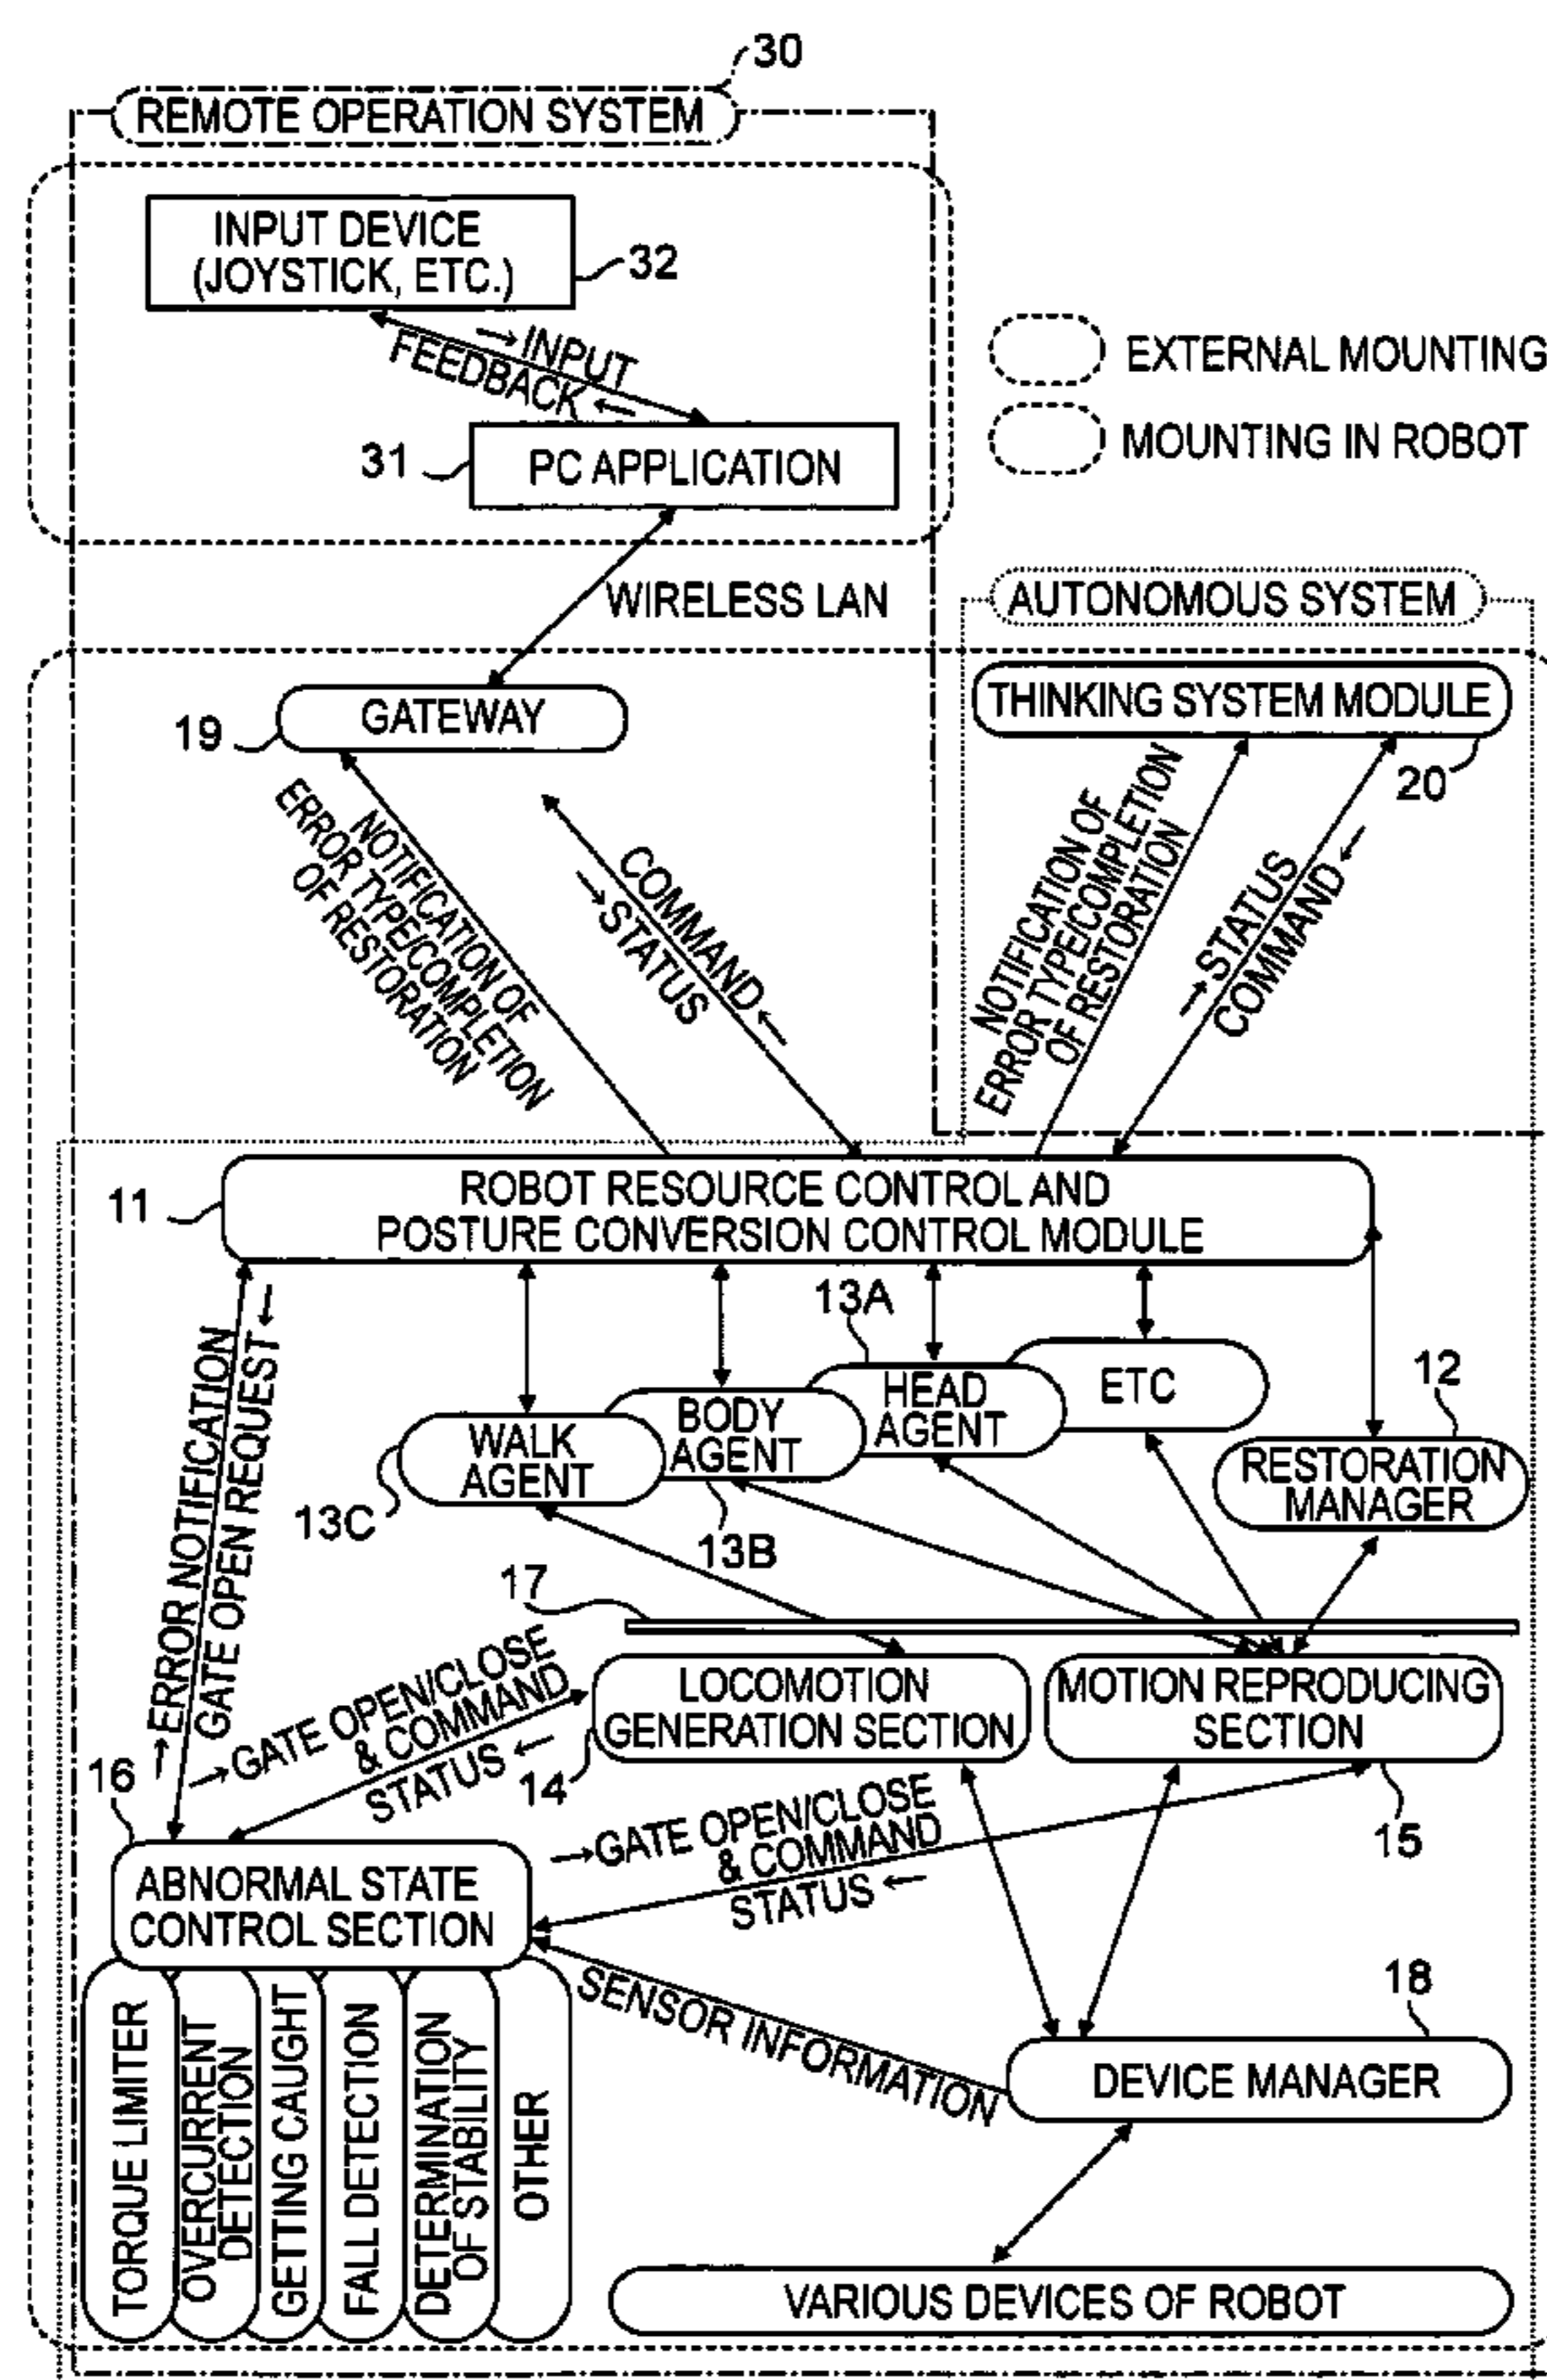 30
REMOTE OPERATION SYSTEM
INPUT DEVICE
(JOYSTICK, ETC.)
32
→ INPUT
FEEDBACK ←
EXTERNAL MOUNTING
MOUNTING IN ROBOT
31
PC APPLICATION
WIRELESS LAN
AUTONOMOUS SYSTEM
GATEWAY
19
THINKING SYSTEM MODULE
20
NOTIFICATION OF
ERROR TYPE/COMPLETION
OF RESTORATION
COMMAND ←
→ STATUS
NOTIFICATION OF
ERROR TYPE/COMPLETION
OF RESTORATION
→ STATUS
COMMAND ←
11
ROBOT RESOURCE CONTROL AND
POSTURE CONVERSION CONTROL MODULE
→ ERROR NOTIFICATION
GATE OPEN REQUEST ←
13A
ETC
HEAD
AGENT
BODY
AGENT
WALK
AGENT
13C
13B
12
RESTORATION
MANAGER
17
→ GATE OPEN/CLOSE
& COMMAND
STATUS ←
LOCOMOTION
GENERATION SECTION
14
MOTION REPRODUCING
SECTION
15
→ GATE OPEN/CLOSE
& COMMAND
STATUS ←
16
ABNORMAL STATE
CONTROL SECTION
SENSOR INFORMATION
18
DEVICE MANAGER
TORQUE LIMITER
OVERCURRENT
DETECTION
GETTING CAUGHT
FALL DETECTION
DETERMINATION
OF STABILITY
OTHER
VARIOUS DEVICES OF ROBOT